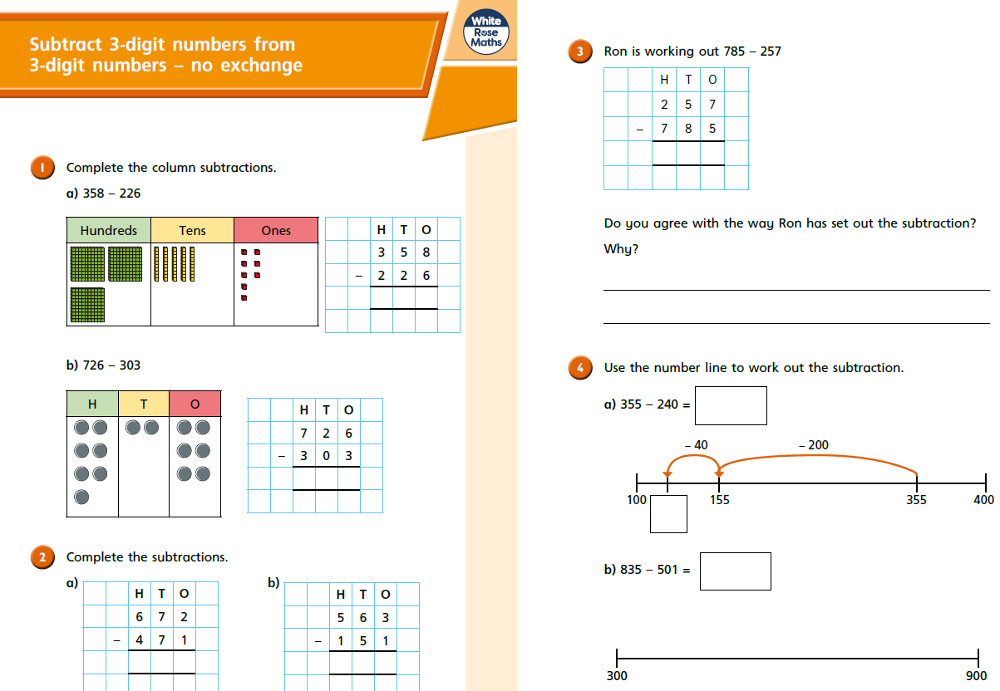 Subtract 3-digit numbers from
3-digit numbers – no exchange
White
Rose
Maths
1 Complete the column subtractions.
a) 358 – 226
Hundreds Tens Ones
H T O
3 5 8
– 2 2 6
b) 726 – 303
H T O
H T O
7 2 6
– 3 0 3
2 Complete the subtractions.
a)
H T O
6 7 2
– 4 7 1
b)
H T O
5 6 3
– 1 5 1
3 Ron is working out 785 – 257
H T O
2 5 7
– 7 8 5
Do you agree with the way Ron has set out the subtraction?
Why?
4 Use the number line to work out the subtraction.
a) 355 – 240 =
– 40 – 200
100 155 355 400
b) 835 – 501 =
300 900